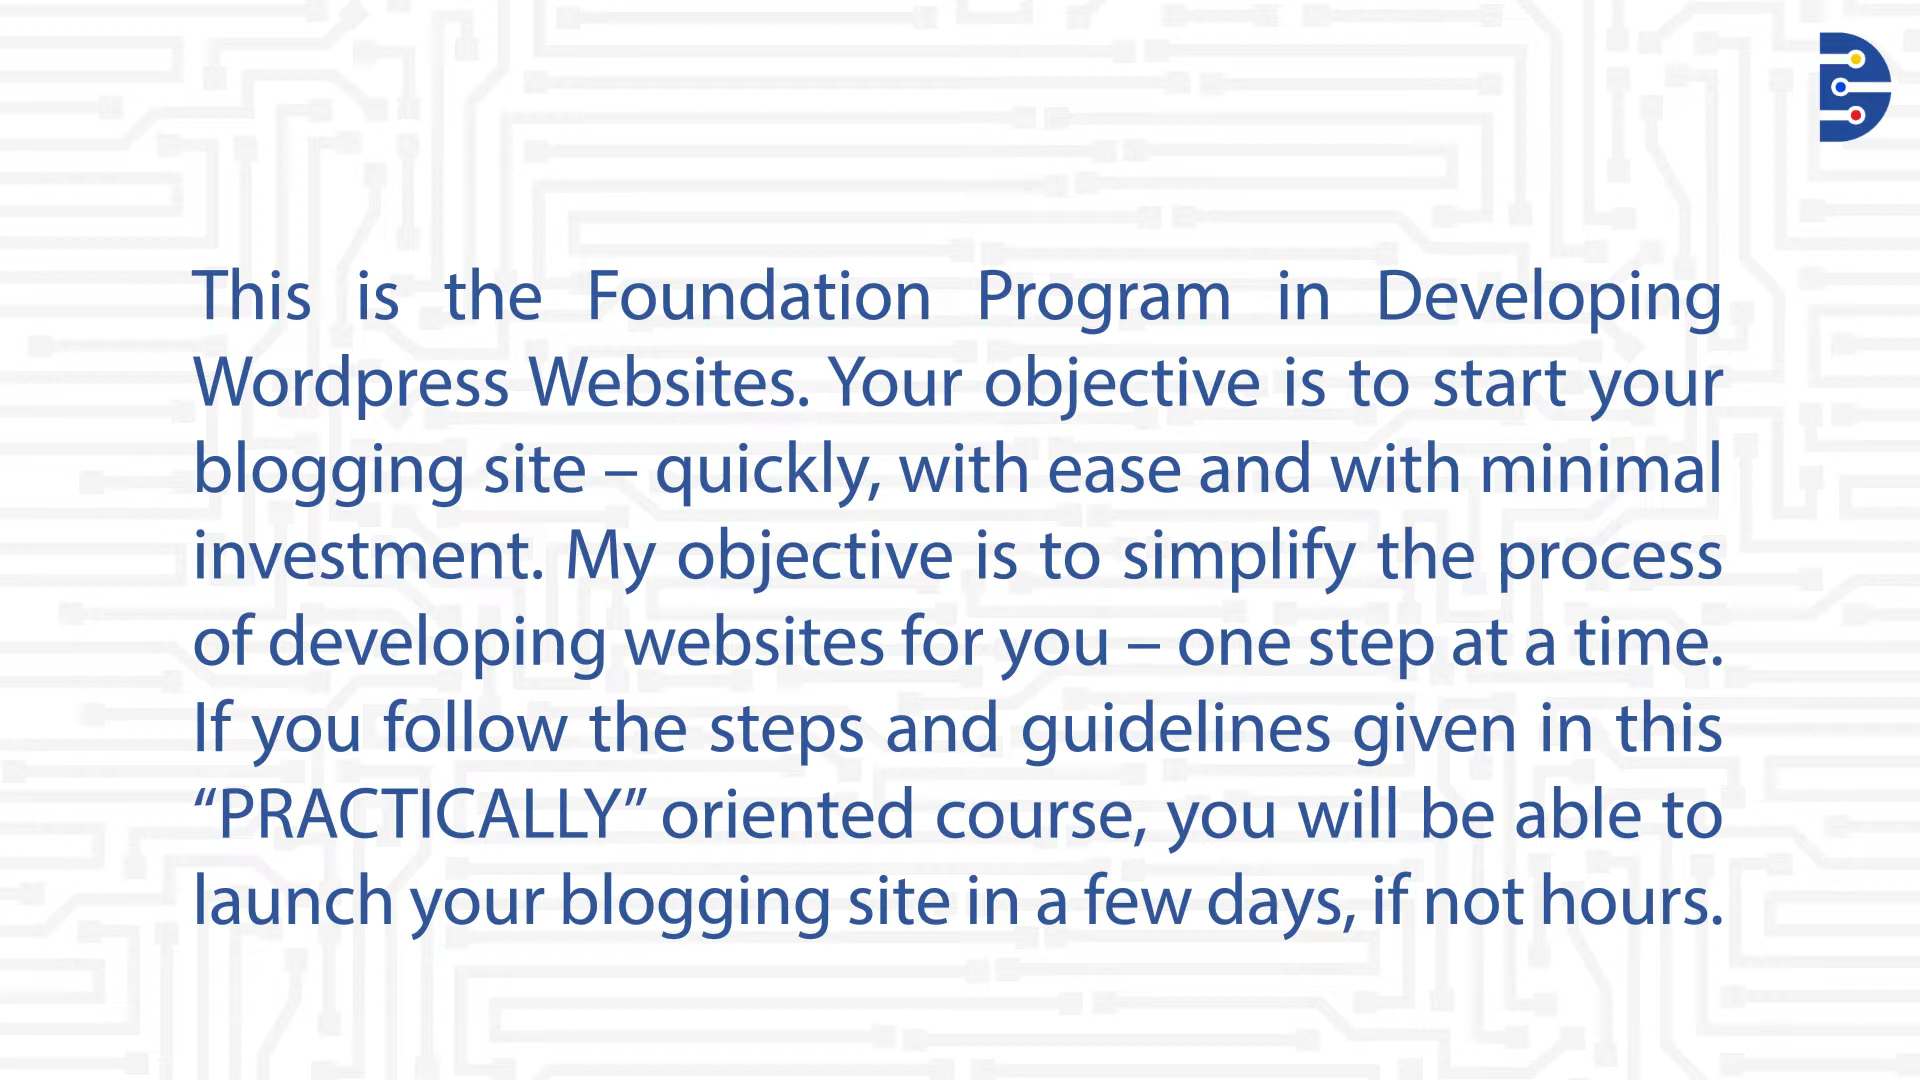 This is the Foundation Program in Developing
Wordpress Websites. Your objective is to start your
blogging site – quickly, with ease and with minimal
investment. My objective is to simplify the process
of developing websites for you – one step at a time.
If you follow the steps and guidelines given in this
“PRACTICALLY” oriented course, you will be able to
launch your blogging site in a few days, if not hours.